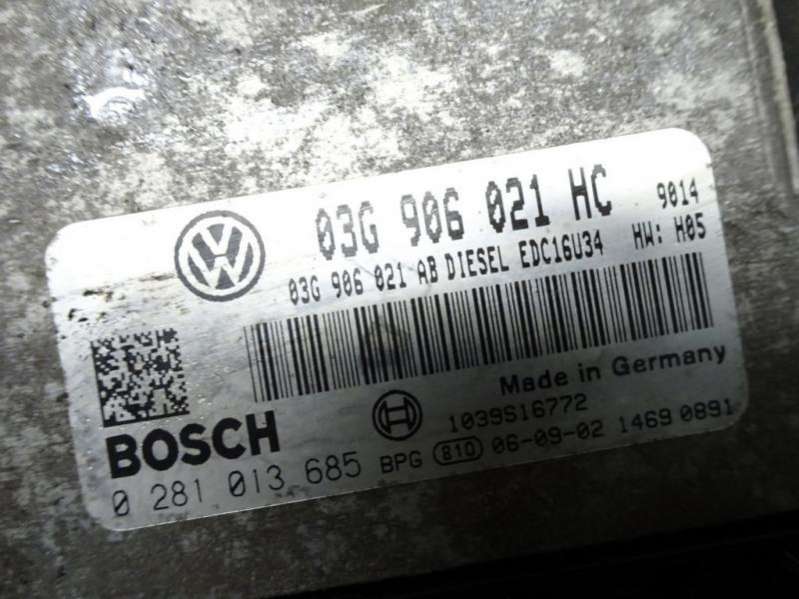 03G 906 021 HC 9014
03G 906 021 AB DIESEL EDC16U34 HW: H05
Made in Germany
BOSCH 1039S16772
0 281 013 685 BPG 810 06-09-02 1469 0891